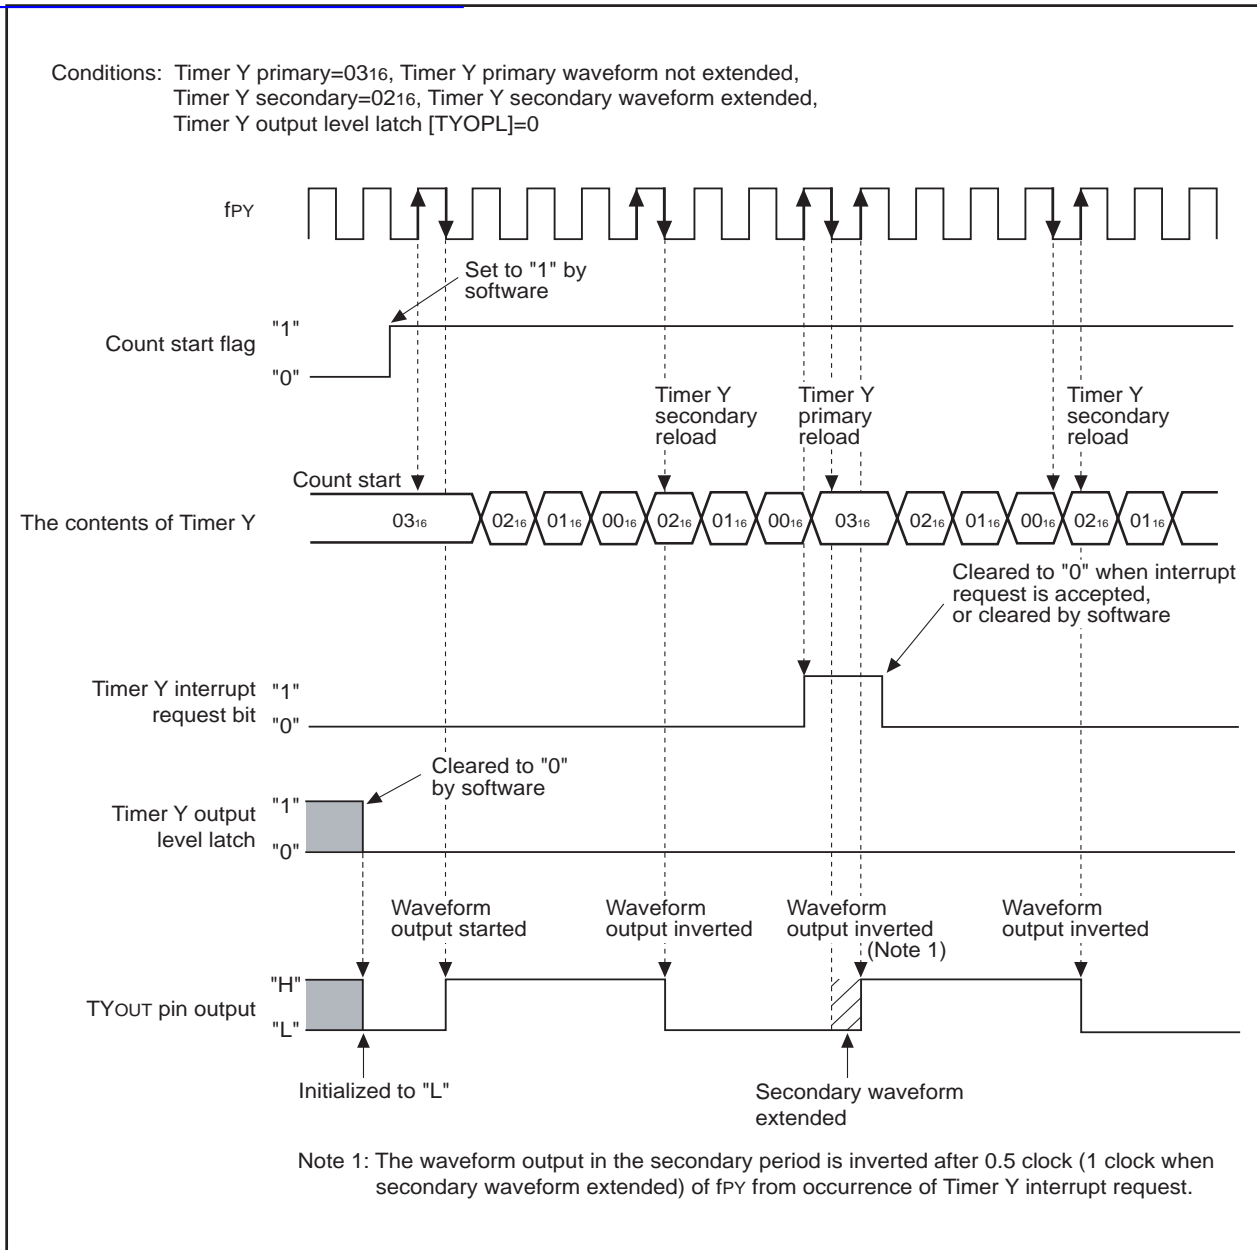 Conditions: Timer Y primary=0316, Timer Y primary waveform not extended,
Timer Y secondary=0216, Timer Y secondary waveform extended,
Timer Y output level latch [TYOPL]=0
fPY
Set to "1" by
software
Count start flag
"1"
"0"
Timer Y
secondary
reload
Timer Y
primary
reload
Timer Y
secondary
reload
Count start
The contents of Timer Y
0316 0216 0116 0016 0216 0116 0016 0316 0216 0116 0016 0216 0116
Cleared to "0" when interrupt
request is accepted,
or cleared by software
Timer Y interrupt
request bit
"1"
"0"
Cleared to "0"
by software
Timer Y output
level latch
"1"
"0"
Waveform
output started
Waveform
output inverted
Waveform
output inverted
(Note 1)
Waveform
output inverted
TYOUT pin output
"H"
"L"
Initialized to "L"
Secondary waveform
extended
Note 1: The waveform output in the secondary period is inverted after 0.5 clock (1 clock when
secondary waveform extended) of fPY from occurrence of Timer Y interrupt request.